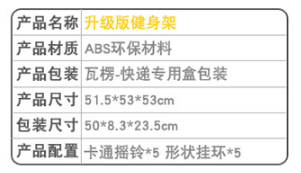 产品名称 升级版健身架
产品材质 ABS环保材料
产品包装 瓦楞-快递专用盒包装
产品尺寸 51.5*53*53cm
包装尺寸 50*8.3*23.5cm
产品配置 卡通摇铃*5 形状挂环*5